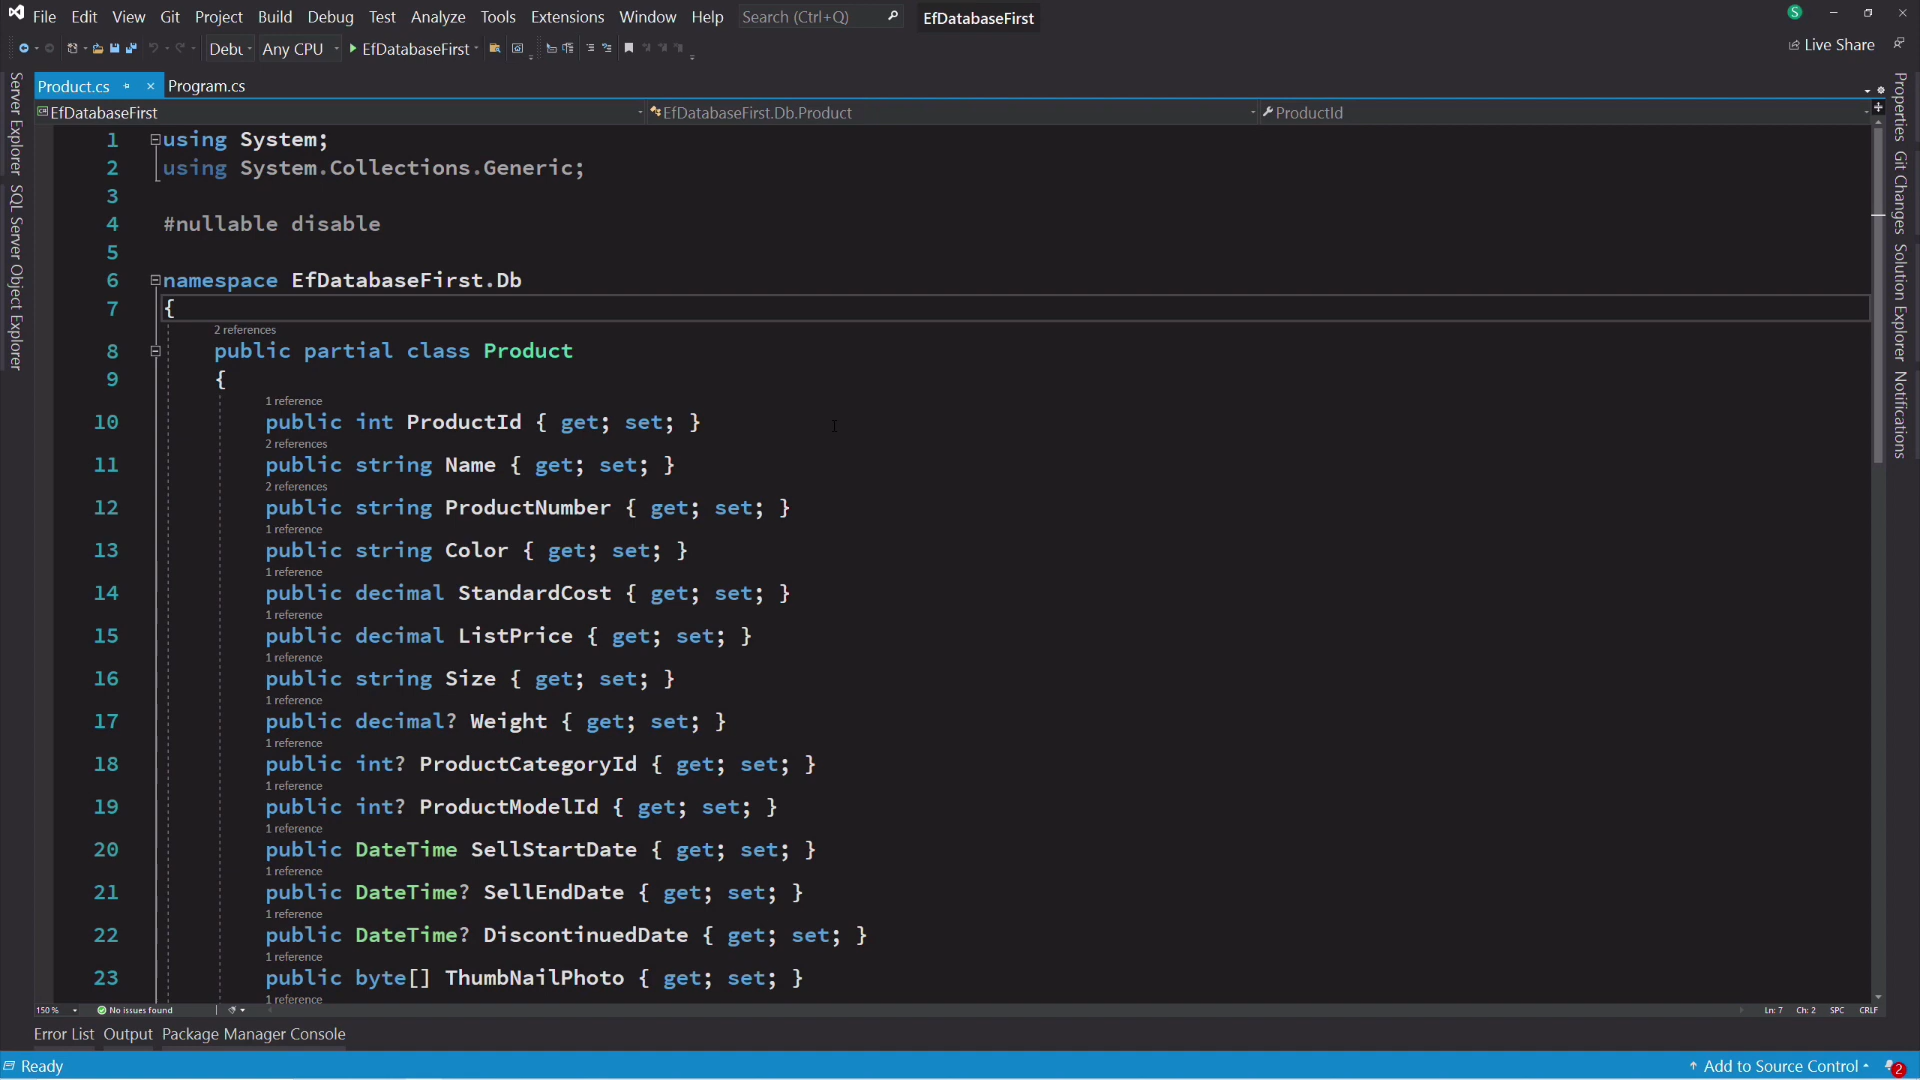 File Edit View Git Project Build Debug Test Analyze Tools Extensions Window Help Search (Ctrl+Q) EfDatabaseFirst S
Debu Any CPU EfDatabaseFirst Live Share
Product.cs Program.cs
EfDatabaseFirst EfDatabaseFirst.Db.Product ProductId
Server Explorer
SQL Server Object Explorer
1 using System;
2 using System.Collections.Generic;
3
4 #nullable disable
5
6 namespace EfDatabaseFirst.Db
7 {
2 references
8 public partial class Product
9 {
1 reference
10 public int ProductId { get; set; }
2 references
11 public string Name { get; set; }
2 references
12 public string ProductNumber { get; set; }
1 reference
13 public string Color { get; set; }
1 reference
14 public decimal StandardCost { get; set; }
1 reference
15 public decimal ListPrice { get; set; }
1 reference
16 public string Size { get; set; }
1 reference
17 public decimal? Weight { get; set; }
1 reference
18 public int? ProductCategoryId { get; set; }
1 reference
19 public int? ProductModelId { get; set; }
1 reference
20 public DateTime SellStartDate { get; set; }
1 reference
21 public DateTime? SellEndDate { get; set; }
1 reference
22 public DateTime? DiscontinuedDate { get; set; }
1 reference
23 public byte[] ThumbNailPhoto { get; set; }
1 reference
Properties
Git Changes
Solution Explorer
Notifications
150 % No issues found Ln: 7 Ch: 2 SPC CRLF
Error List Output Package Manager Console
Ready Add to Source Control 2